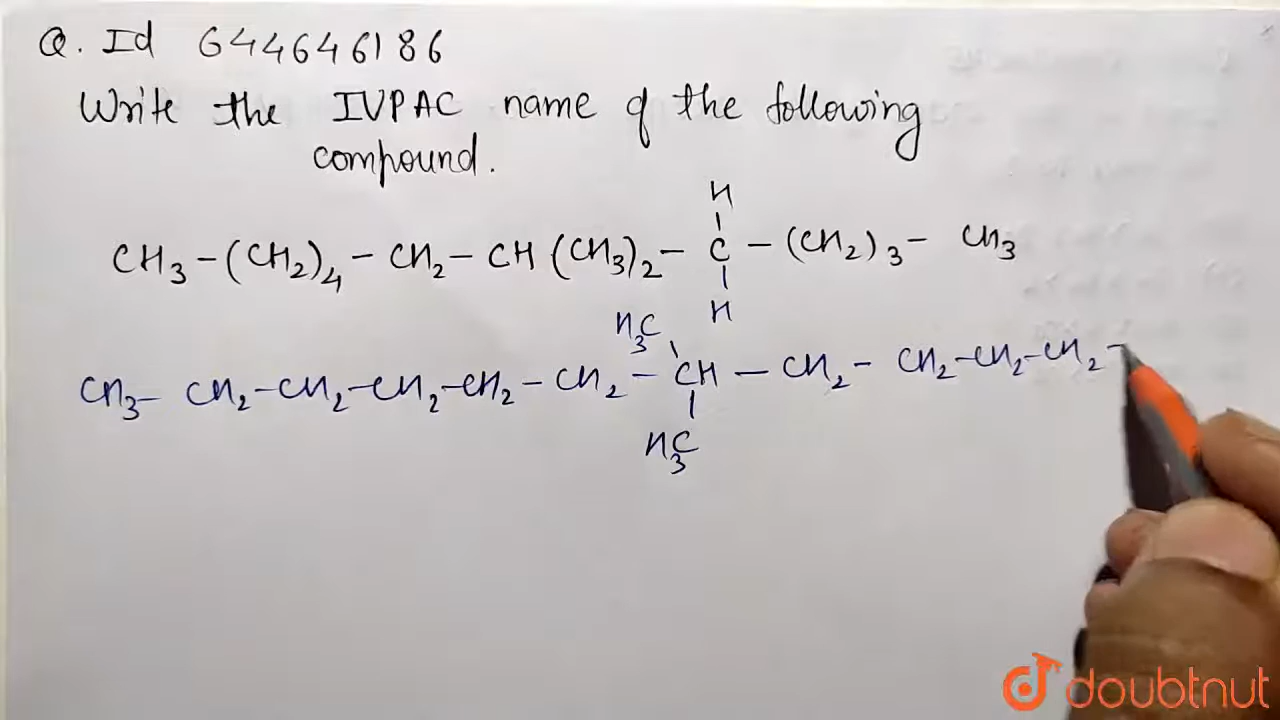 Q. Id 644646186
Write the IUPAC name of the following
compound.
H
CH3-(CH2)4-CH2-CH(CH3)2-C-(CH2)3-CH3
H
H3C
CH3-CH2-CH2-CH2-CH2-CH2-CH-CH2-CH2-CH2-CH2-
H3C
doubtnut